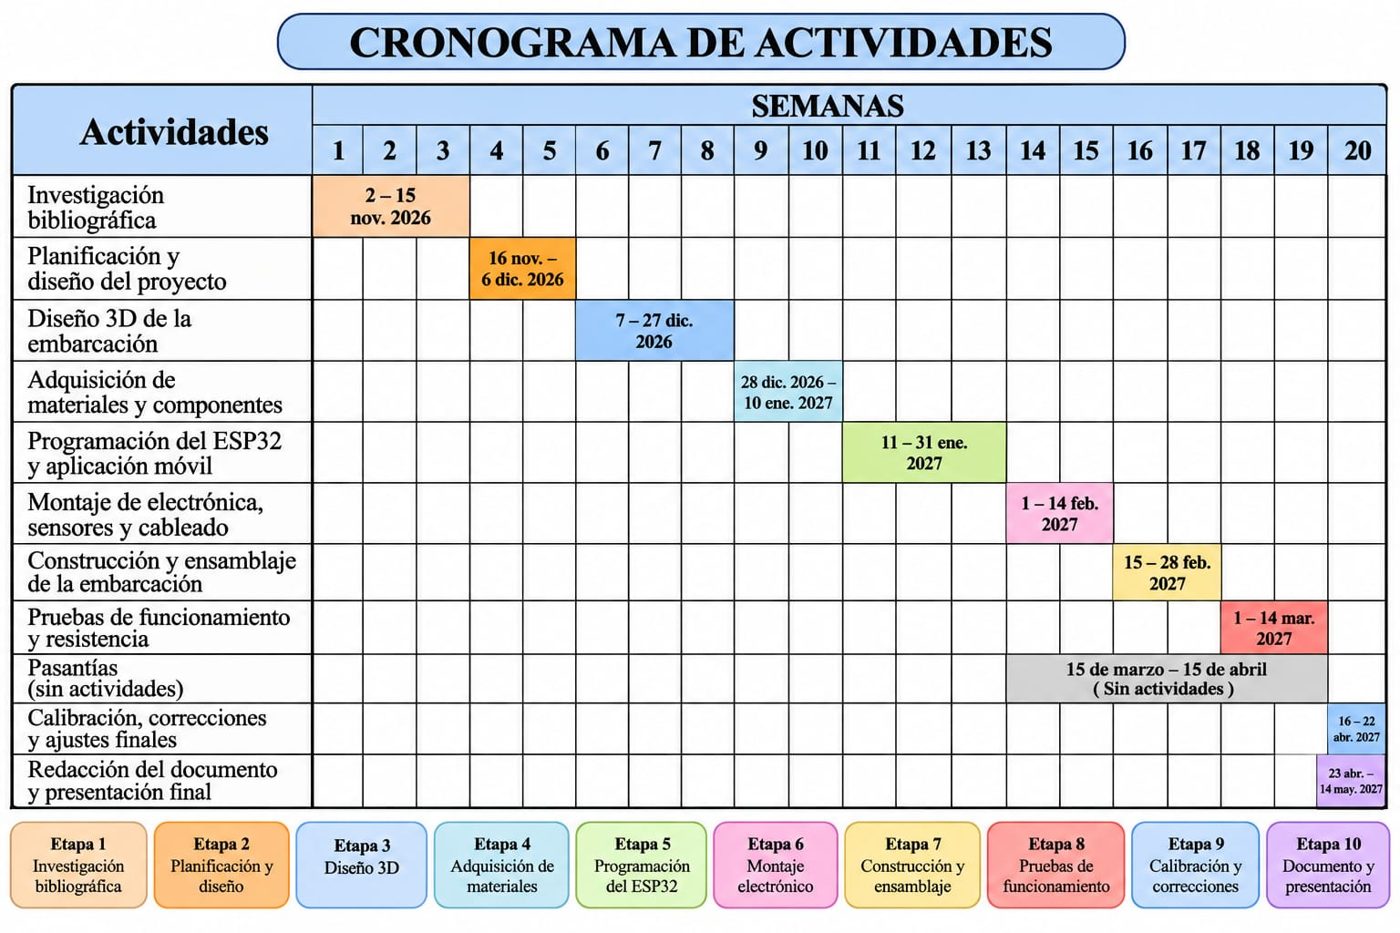 CRONOGRAMA DE ACTIVIDADES
Actividades
SEMANAS
1 2 3 4 5 6 7 8 9 10 11 12 13 14 15 16 17 18 19 20
Investigación
bibliográfica
2 – 15
nov. 2026
Planificación y
diseño del proyecto
16 nov. –
6 dic. 2026
Diseño 3D de la
embarcación
7 – 27 dic.
2026
Adquisición de
materiales y componentes
28 dic. 2026 –
10 ene. 2027
Programación del ESP32
y aplicación móvil
11 – 31 ene.
2027
Montaje de electrónica,
sensores y cableado
1 – 14 feb.
2027
Construcción y ensamblaje
de la embarcación
15 – 28 feb.
2027
Pruebas de funcionamiento
y resistencia
1 – 14 mar.
2027
Pasantías
(sin actividades)
15 de marzo – 15 de abril
( Sin actividades )
Calibración, correcciones
y ajustes finales
16 – 22
abr. 2027
Redacción del documento
y presentación final
23 abr. –
14 may. 2027
Etapa 1
Investigación
bibliográfica
Etapa 2
Planificación y
diseño
Etapa 3
Diseño 3D
Etapa 4
Adquisición de
materiales
Etapa 5
Programación
del ESP32
Etapa 6
Montaje
electrónico
Etapa 7
Construcción y
ensamblaje
Etapa 8
Pruebas de
funcionamiento
Etapa 9
Calibración y
correcciones
Etapa 10
Documento y
presentación